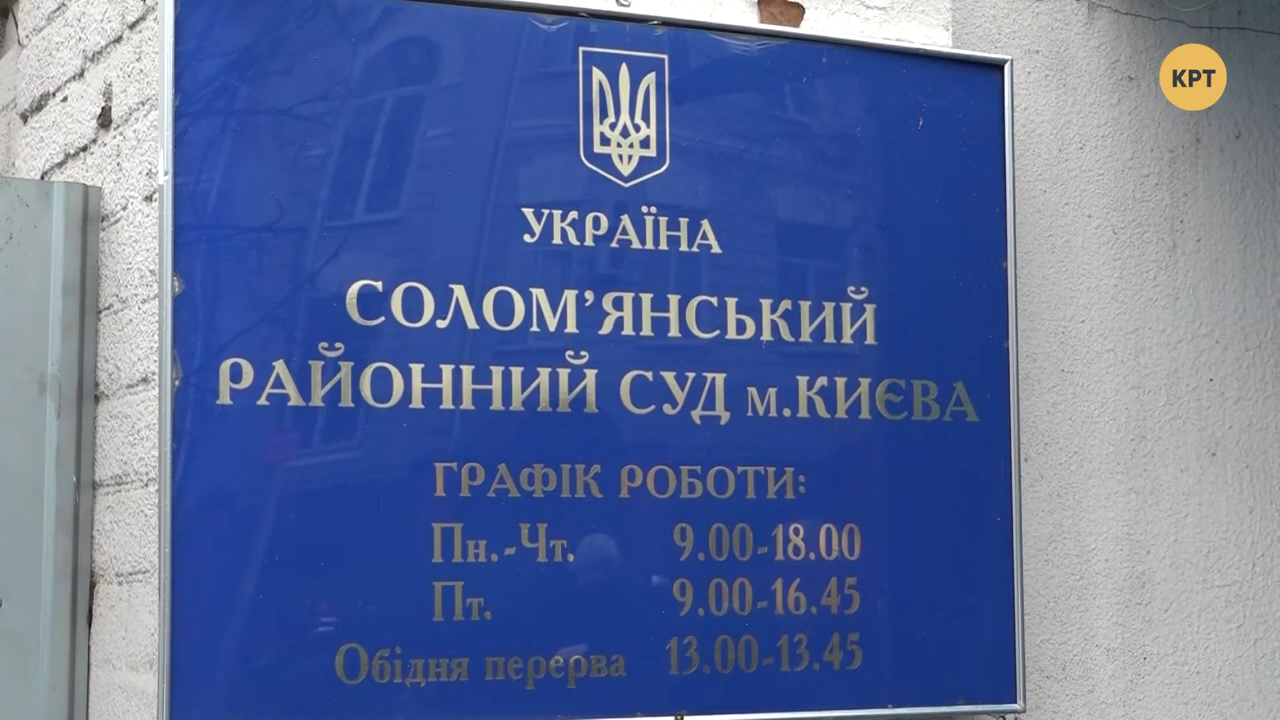 КРТ
УКРАЇНА
СОЛОМ’ЯНСЬКИЙ
РАЙОННИЙ СУД м.КИЄВА
ГРАФІК РОБОТИ:
Пн.-Чт. 9.00-18.00
Пт. 9.00-16.45
Обідня перерва 13.00-13.45